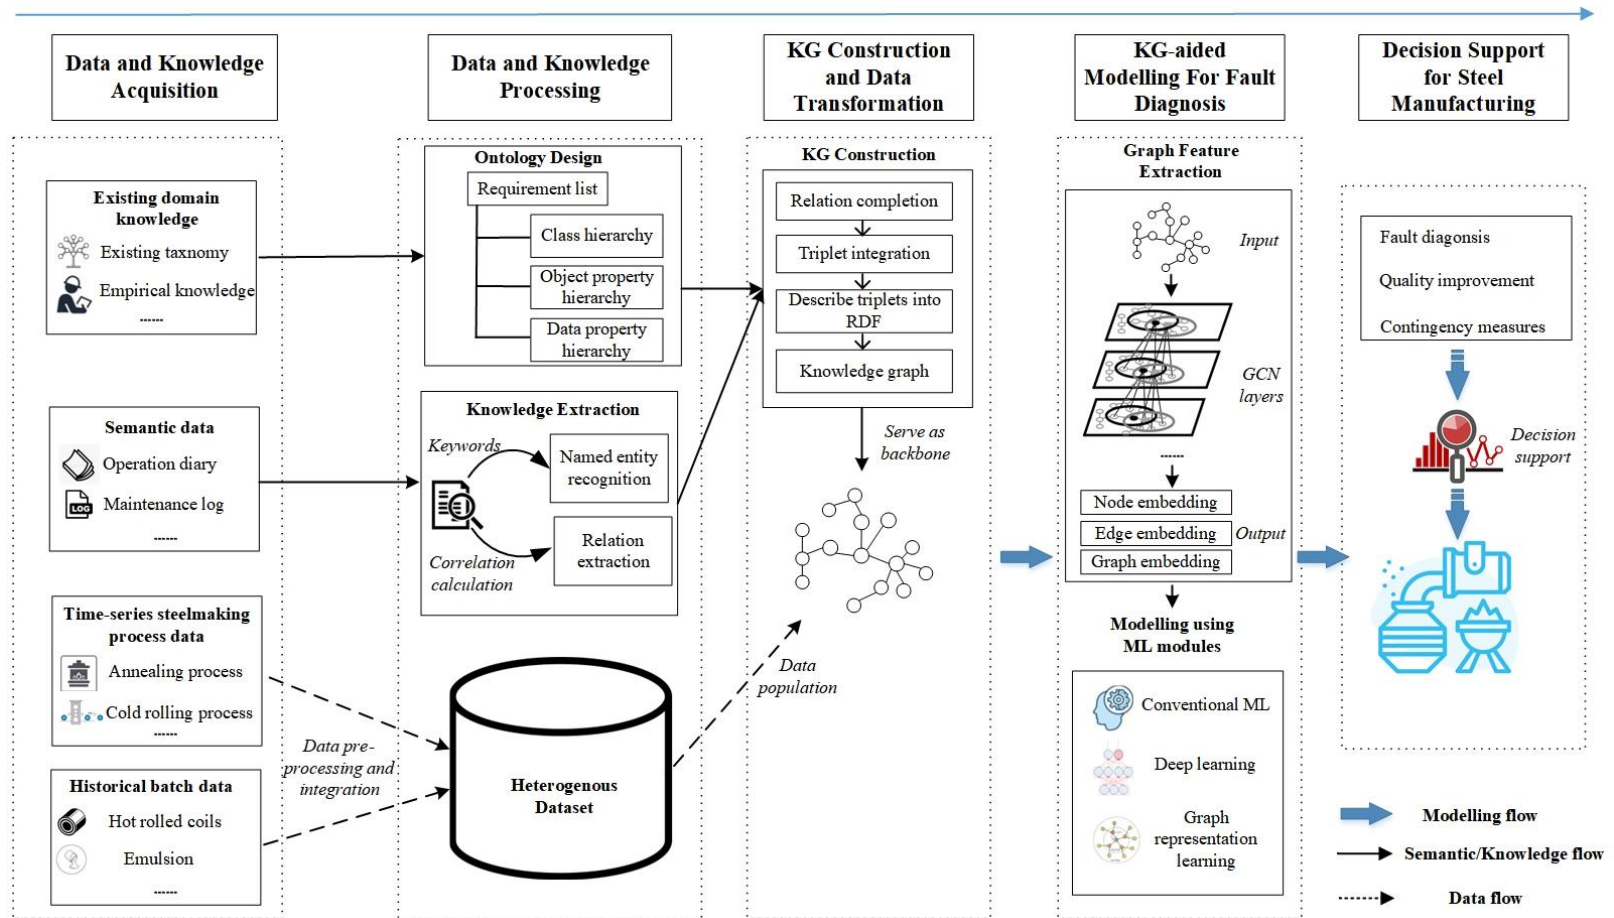 Data and Knowledge
Acquisition
Data and Knowledge
Processing
KG Construction
and Data
Transformation
KG-aided
Modelling For Fault
Diagnosis
Decision Support
for Steel
Manufacturing
Existing domain
knowledge
Existing taxnomy
Empirical knowledge
......
Semantic data
Operation diary
LOG
Maintenance log
......
Time-series steelmaking
process data
Annealing process
Cold rolling process
......
Historical batch data
Hot rolled coils
Emulsion
......
Data pre-
processing and
integration
Ontology Design
Requirement list
Class hierarchy
Object property
hierarchy
Data property
hierarchy
Knowledge Extraction
Keywords
Named entity
recognition
Correlation
calculation
Relation
extraction
Heterogenous
Dataset
KG Construction
Relation completion
Triplet integration
Describe triplets into
RDF
Knowledge graph
Serve as
backbone
Data
population
Graph Feature
Extraction
Input
GCN
layers
......
Node embedding
Edge embedding
Output
Graph embedding
Modelling using
ML modules
Conventional ML
Deep learning
Graph
representation
learning
Fault diagonsis
Quality improvement
Contingency measures
Decision
support
Modelling flow
Semantic/Knowledge flow
Data flow